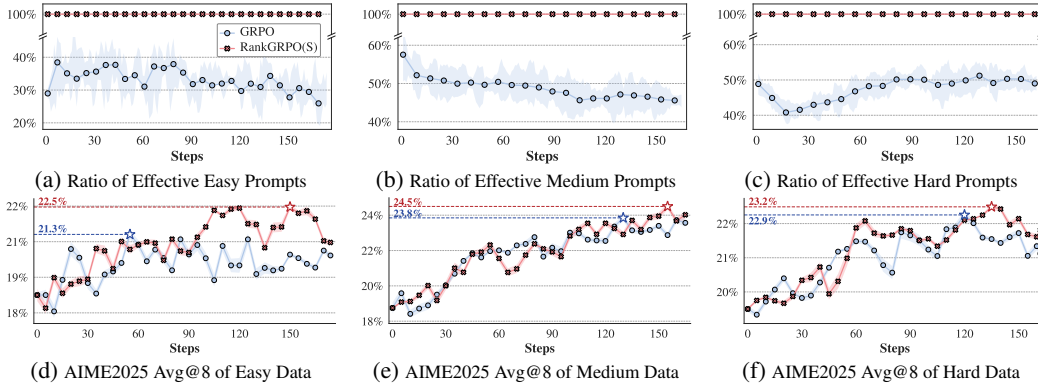 100%
60%
40%
30%
20%
GRPO
RankGRPO(S)
0 30 60 90 120 150
Steps
(a) Ratio of Effective Easy Prompts
100%
60%
50%
40%
0 30 60 90 120 150
Steps
(b) Ratio of Effective Medium Prompts
100%
60%
50%
40%
0 30 60 90 120 150
Steps
(c) Ratio of Effective Hard Prompts
22%
21%
19%
18%
22.5%
21.3%
0 30 60 90 120 150
Steps
(d) AIME2025 Avg@8 of Easy Data
24%
22%
20%
18%
24.5%
23.8%
0 30 60 90 120 150
Steps
(e) AIME2025 Avg@8 of Medium Data
22%
21%
20%
23.2%
22.9%
0 30 60 90 120 150
Steps
(f) AIME2025 Avg@8 of Hard Data